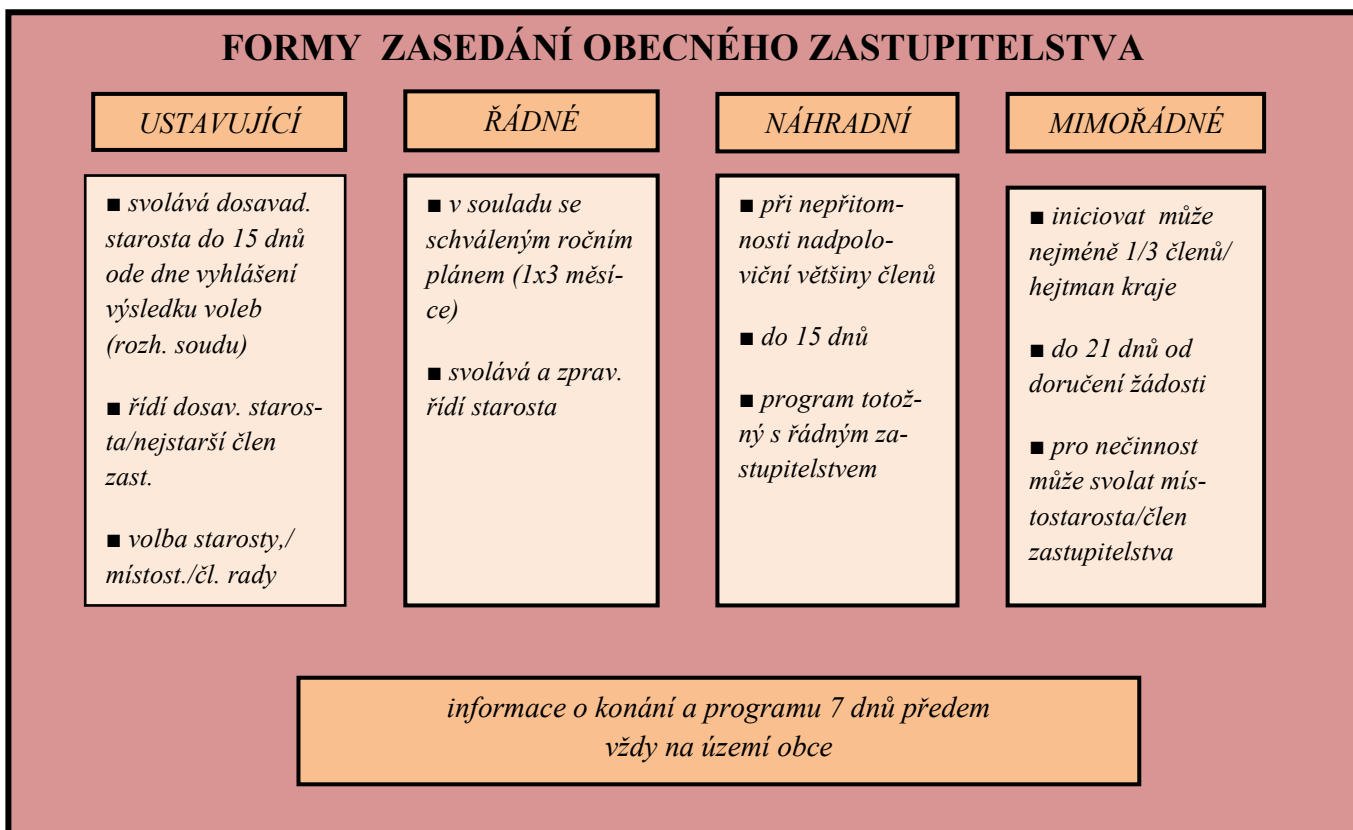 FORMY ZASEDÁNÍ OBECNÉHO ZASTUPITELSTVA
USTAVUJÍCÍ
■ svolává dosavad.
starosta do 15 dnů
ode dne vyhlášení
výsledku voleb
(rozh. soudu)
■ řídí dosav. staros-
ta/nejstarší člen
zast.
■ volba starosty,/
místost./čl. rady
ŘÁDNÉ
■ v souladu se
schváleným ročním
plánem (1x3 měsí-
ce)
■ svolává a zprav.
řídí starosta
NÁHRADNÍ
■ při nepřítom-
nosti nadpolo-
viční většiny členů
■ do 15 dnů
■ program totož-
ný s řádným za-
stupitelstvem
MIMOŘÁDNÉ
■ iniciovat může
nejméně 1/3 členů/
hejtman kraje
■ do 21 dnů od
doručení žádosti
■ pro nečinnost
může svolat mís-
tostarosta/člen
zastupitelstva
informace o konání a programu 7 dnů předem
vždy na území obce